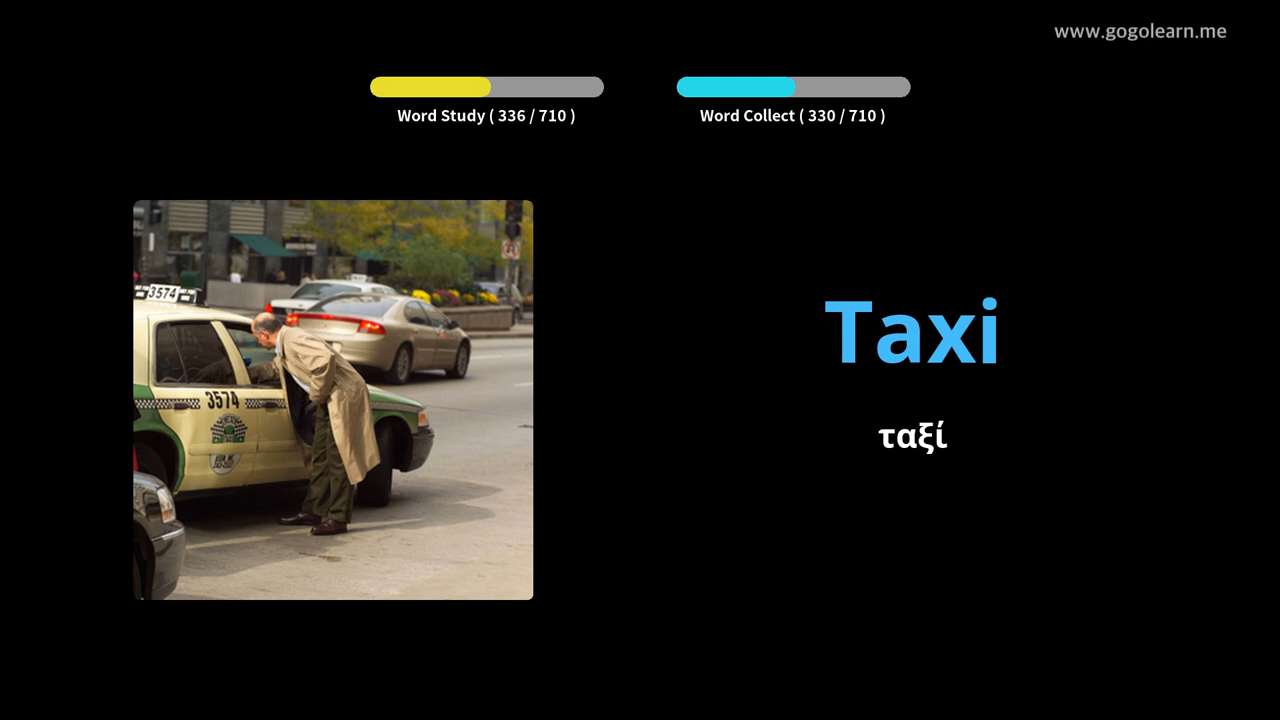 www.gogolearn.me
Word Study ( 336 / 710 )
Word Collect ( 330 / 710 )
3574
3574
Taxi
ταξί